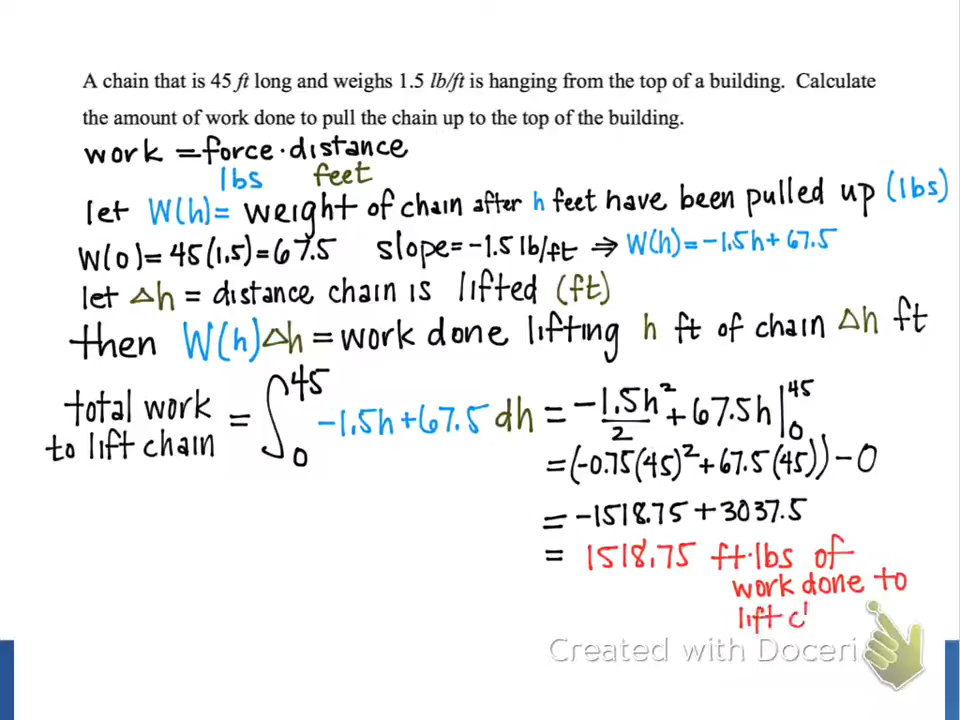 A chain that is 45 ft long and weighs 1.5 lb/ft is hanging from the top of a building. Calculate
the amount of work done to pull the chain up to the top of the building.
work = force · distance
lbs feet
let W(h) = weight of chain after h feet have been pulled up (lbs)
W(0) = 45(1.5) = 67.5 slope = -1.5 lb/ft ⇒ W(h) = -1.5h + 67.5
let Δh = distance chain is lifted (ft)
then W(h)Δh = work done lifting h ft of chain Δh ft
total work to lift chain = ∫₀⁴⁵ -1.5h + 67.5 dh = -1.5h²/2 + 67.5h |₀⁴⁵
= (-0.75(45)² + 67.5(45)) - 0
= -1518.75 + 3037.5
= 1518.75 ft·lbs of
work done to
lift c
Created with Doceri